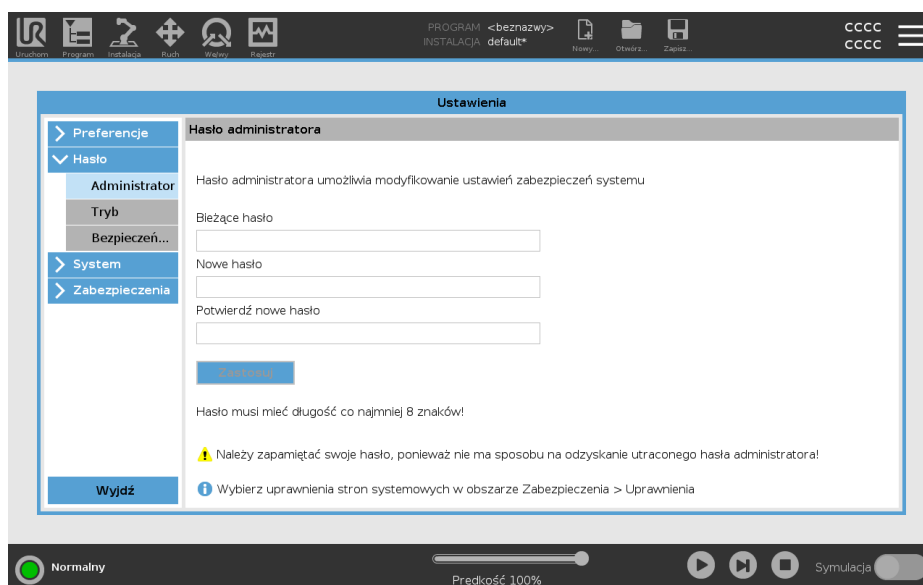 UR
PROGRAM <beznazwy>
INSTALACJA default*
CCCC
CCCC
Uruchom Program Instalacja Ruch We/wy Rejestr Nowy... Otwórz... Zapisz...
Ustawienia
Preferencje
Hasło
Administrator
Tryb
Bezpieczeń...
System
Zabezpieczenia
Wyjdź
Hasło administratora
Hasło administratora umożliwia modyfikowanie ustawień zabezpieczeń systemu
Bieżące hasło
Nowe hasło
Potwierdź nowe hasło
Zastosuj
Hasło musi mieć długość co najmniej 8 znaków!
Należy zapamiętać swoje hasło, ponieważ nie ma sposobu na odzyskanie utraconego hasła administratora!
Wybierz uprawnienia stron systemowych w obszarze Zabezpieczenia > Uprawnienia
Normalny
Prędkość 100%
Symulacja